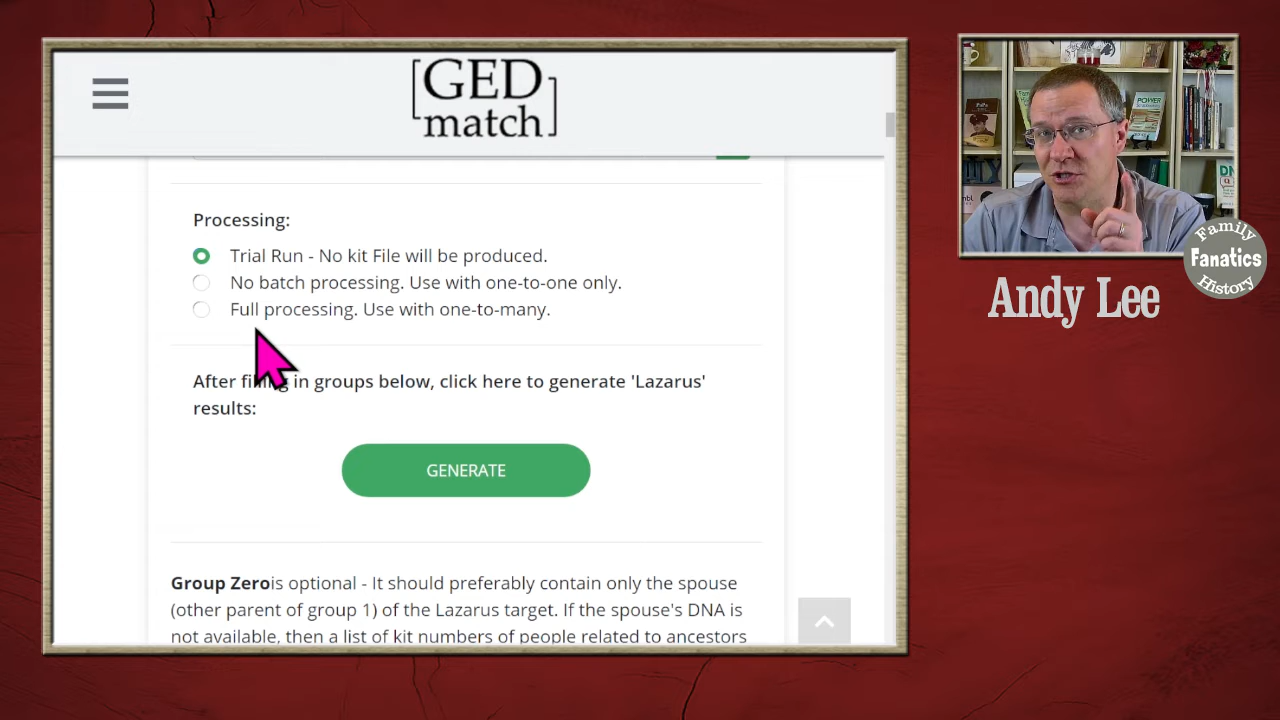 [GED
match]
Processing:
Trial Run - No kit File will be produced.
No batch processing. Use with one-to-one only.
Full processing. Use with one-to-many.
After filling in groups below, click here to generate 'Lazarus'
results:
GENERATE
Group Zerois optional - It should preferably contain only the spouse
(other parent of group 1) of the Lazarus target. If the spouse's DNA is
not available, then a list of kit numbers of people related to ancestors
POWER
DN
Family
Fanatics
History
Andy Lee